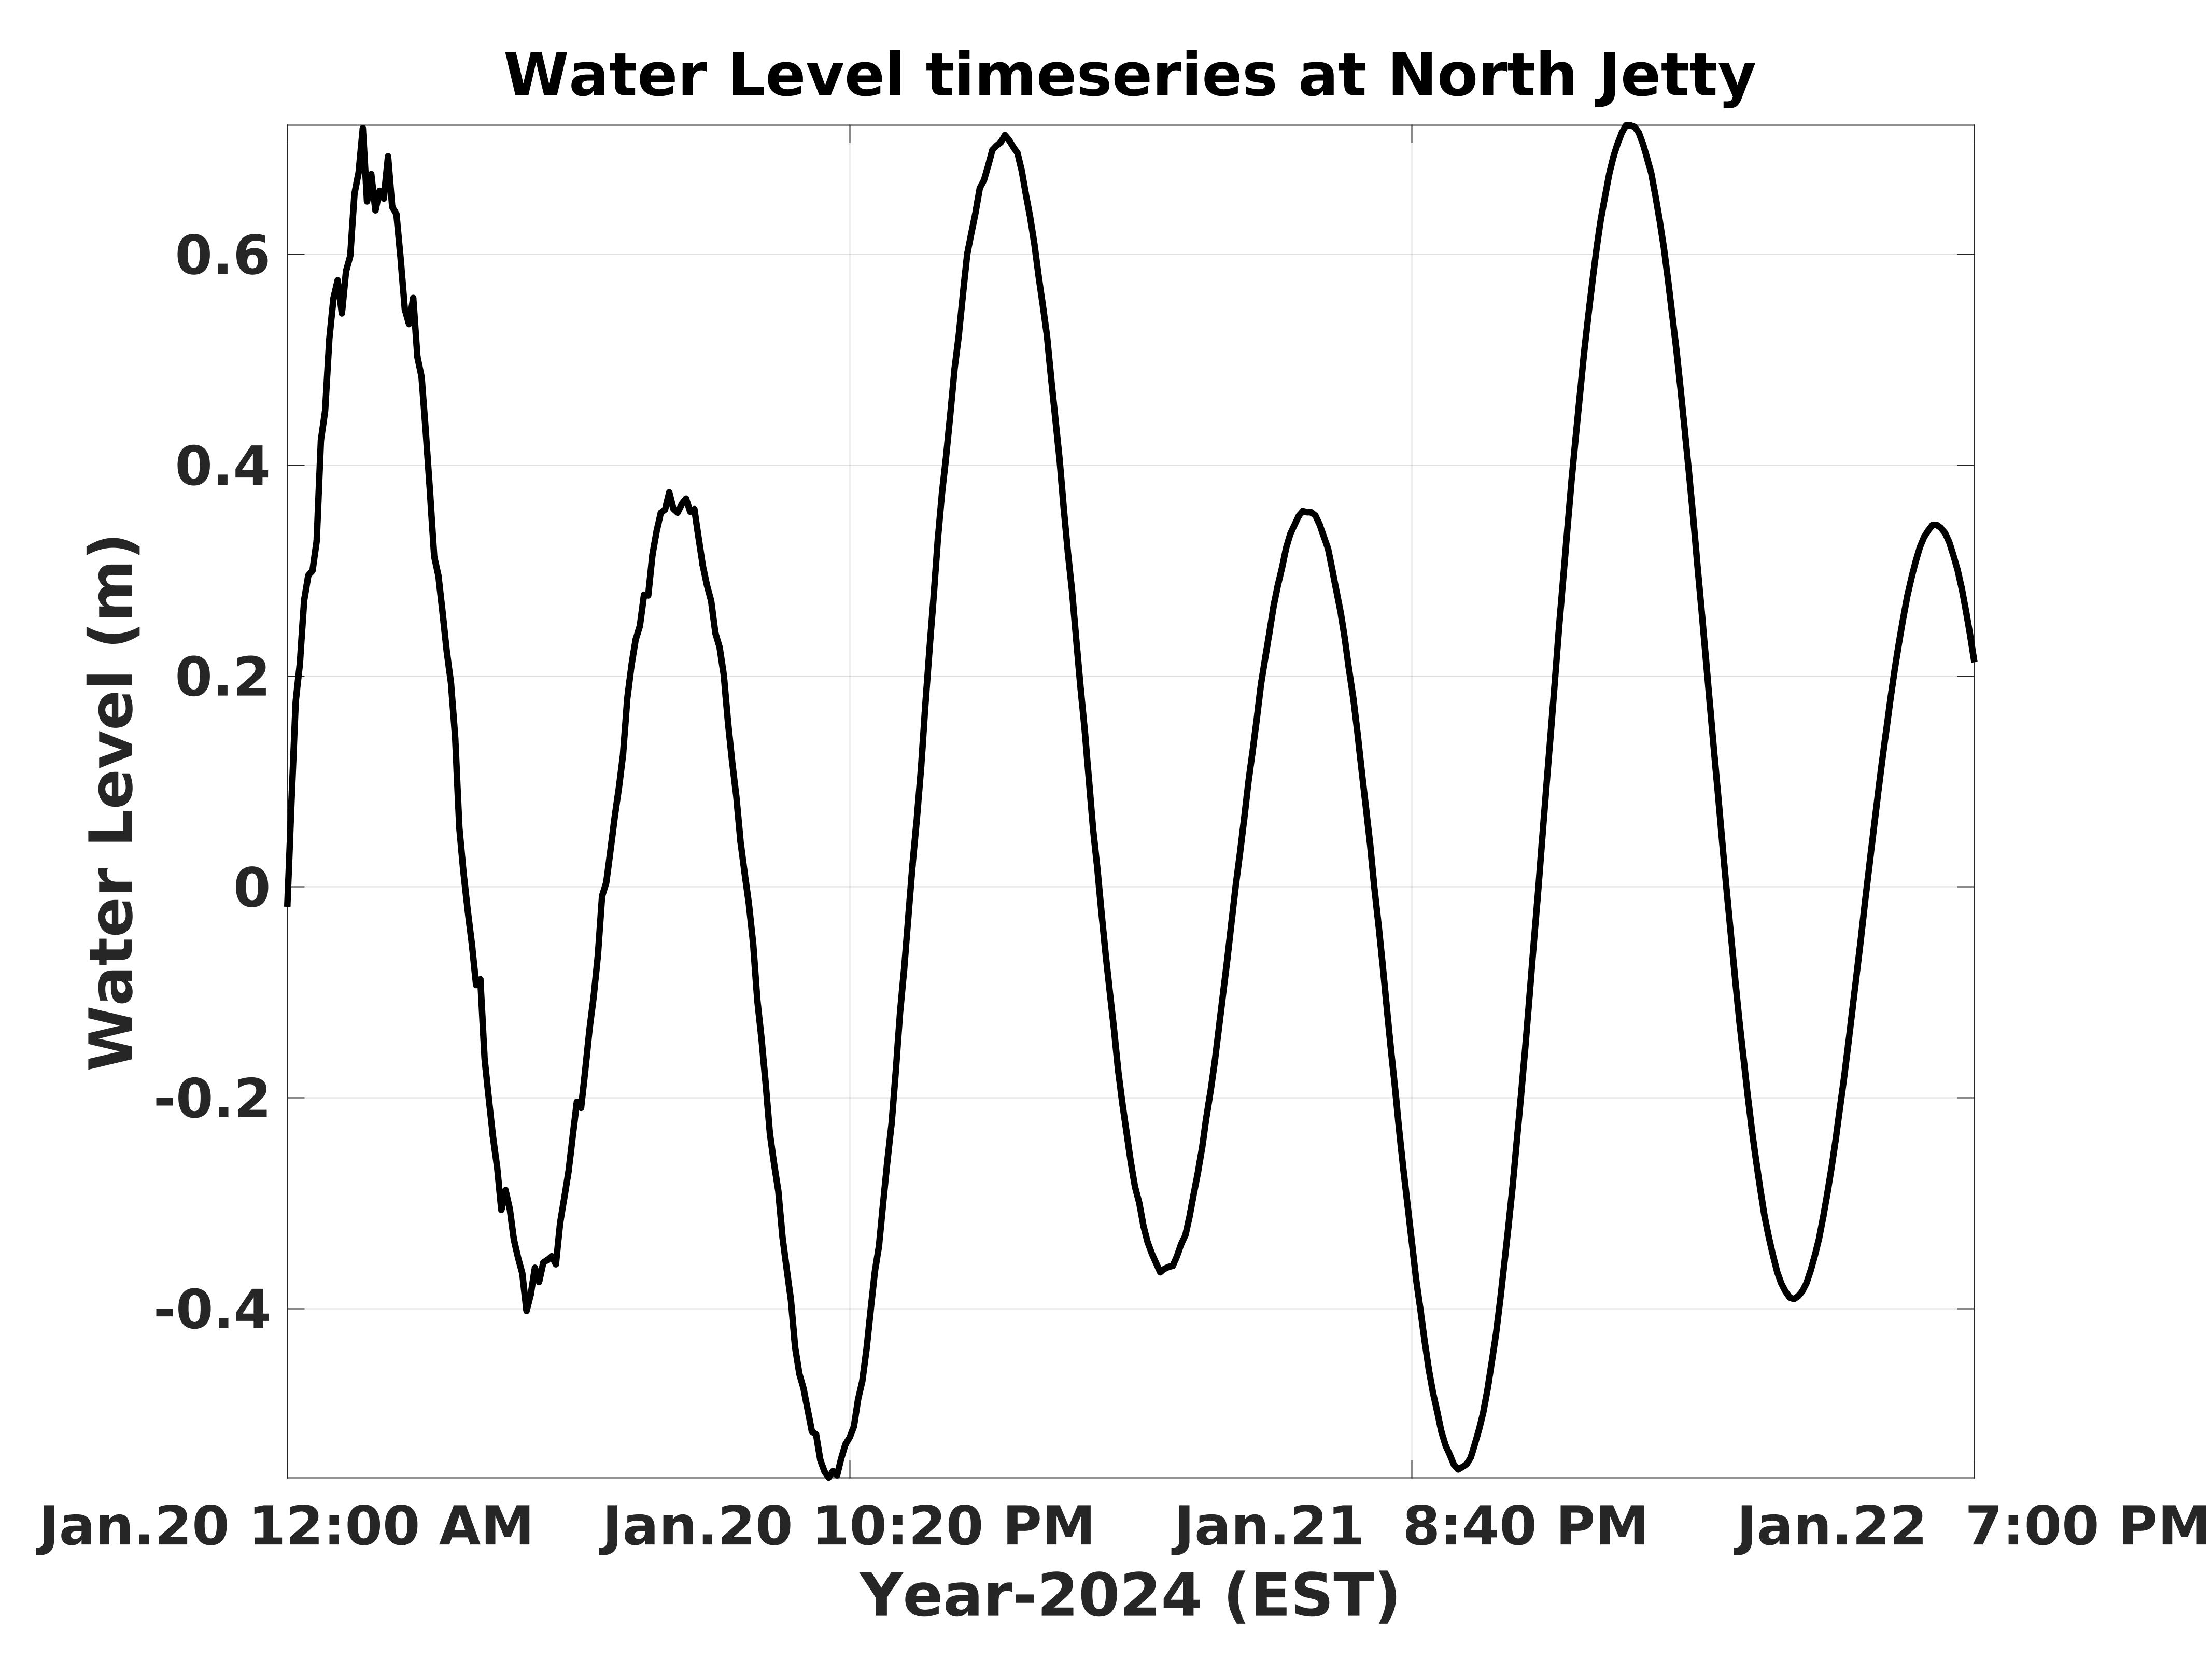 Water Level timeseries at North Jetty
Water Level (m)
0.6
0.4
0.2
0
-0.2
-0.4
Jan.20 12:00 AM
Jan.20 10:20 PM
Jan.21 8:40 PM
Jan.22 7:00 PM
Year-2024 (EST)